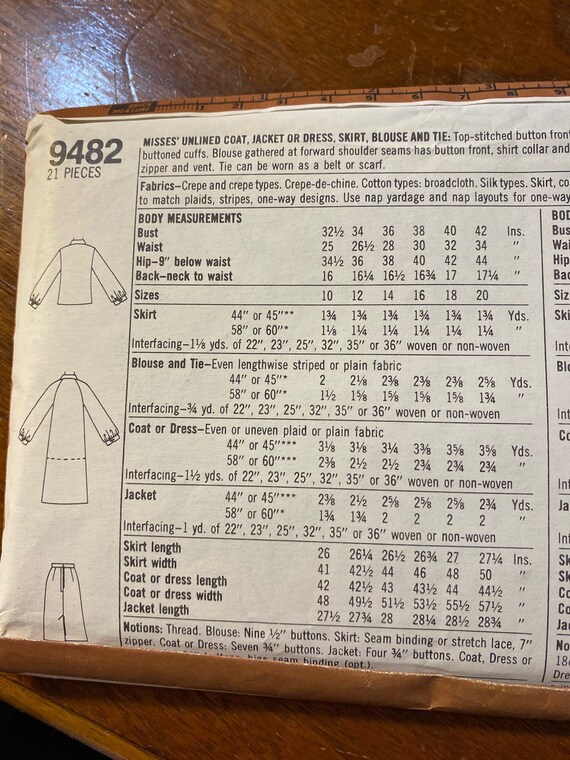 9482
21 PIECES
MISSES' UNLINED COAT, JACKET OR DRESS, SKIRT, BLOUSE AND TIE: Top-stitched button front
buttoned cuffs. Blouse gathered at forward shoulder seams has button front, shirt collar and
zipper and vent. Tie can be worn as a belt or scarf.
Fabrics—Crepe and crepe types. Crepe-de-chine. Cotton types: broadcloth. Silk types. Skirt, co
to match plaids, stripes, one-way designs. Use nap yardage and nap layouts for one-way
BODY MEASUREMENTS
Bust 32½ 34 36 38 40 42 Ins.
Waist 25 26½ 28 30 32 34 "
Hip-9" below waist 34½ 36 38 40 42 44 "
Back-neck to waist 16 16¼ 16½ 16¾ 17 17¼ "
Sizes 10 12 14 16 18 20
Skirt 44" or 45"** 1¾ 1¾ 1¾ 1¾ 1¾ 1¾ Yds.
58" or 60"* 1⅛ 1¼ 1¼ 1¼ 1¼ 1¼ "
Interfacing-1⅛ yds. of 22", 23", 25", 32", 35" or 36" woven or non-woven
Blouse and Tie—Even lengthwise striped or plain fabric
44" or 45"* 2 2⅛ 2⅜ 2⅜ 2⅜ 2⅝ Yds.
58" or 60"* 1½ 1⅝ 1⅝ 1⅝ 1⅝ 1¾ "
Interfacing—¾ yd. of 22", 23", 25", 32", 35" or 36" woven or non-woven
Coat or Dress—Even or uneven plaid or plain fabric
44" or 45"*** 3⅛ 3⅛ 3¼ 3⅜ 3⅝ 3⅝ Yds.
58" or 60"*** 2⅜ 2½ 2½ 2¾ 2¾ 2¾ "
Interfacing—1½ yds. of 22", 23", 25", 32", 35" or 36" woven or non-woven
Jacket 44" or 45"*** 2⅜ 2½ 2⅝ 2⅝ 2⅝ 2¾ Yds.
58" or 60"* 1¾ 1¾ 2 2 2 2 "
Interfacing—1 yd. of 22", 23", 25", 32", 35" or 36" woven or non-woven
Skirt length 26 26¼ 26½ 26¾ 27 27¼ Ins.
Skirt width 41 42½ 44 46 48 50 "
Coat or dress length 42 42½ 43 43½ 44 44½ "
Coat or dress width 48 49½ 51½ 53½ 55½ 57½ "
Jacket length 27½ 27¾ 28 28¼ 28½ 28¾ "
Notions: Thread. Blouse: Nine ½" buttons. Skirt: Seam binding or stretch lace, 7"
zipper. Coat or Dress: Seven ¾" buttons. Jacket: Four ¾" buttons. Coat, Dress or
seam binding (opt.).